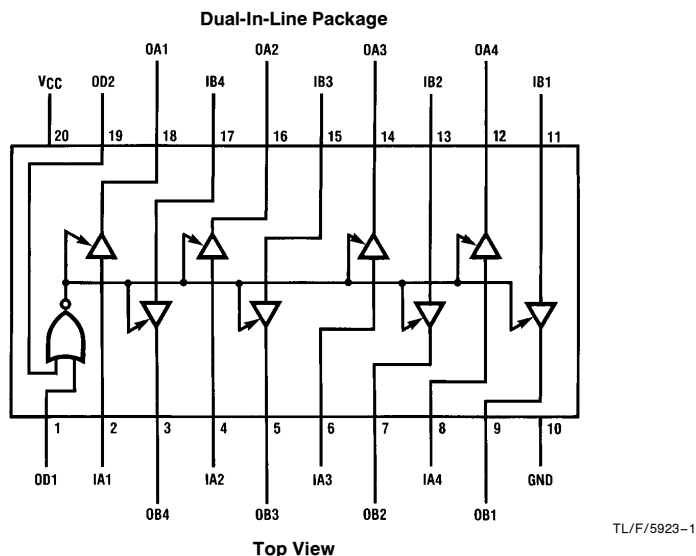 Dual-In-Line Package
OA1 OA2 OA3 OA4
VCC OD2 IB4 IB3 IB2 IB1
20 19 18 17 16 15 14 13 12 11
1 2 3 4 5 6 7 8 9 10
OD1 IA1 IA2 IA3 IA4 GND
OB4 OB3 OB2 OB1
TL/F/5923–1
Top View